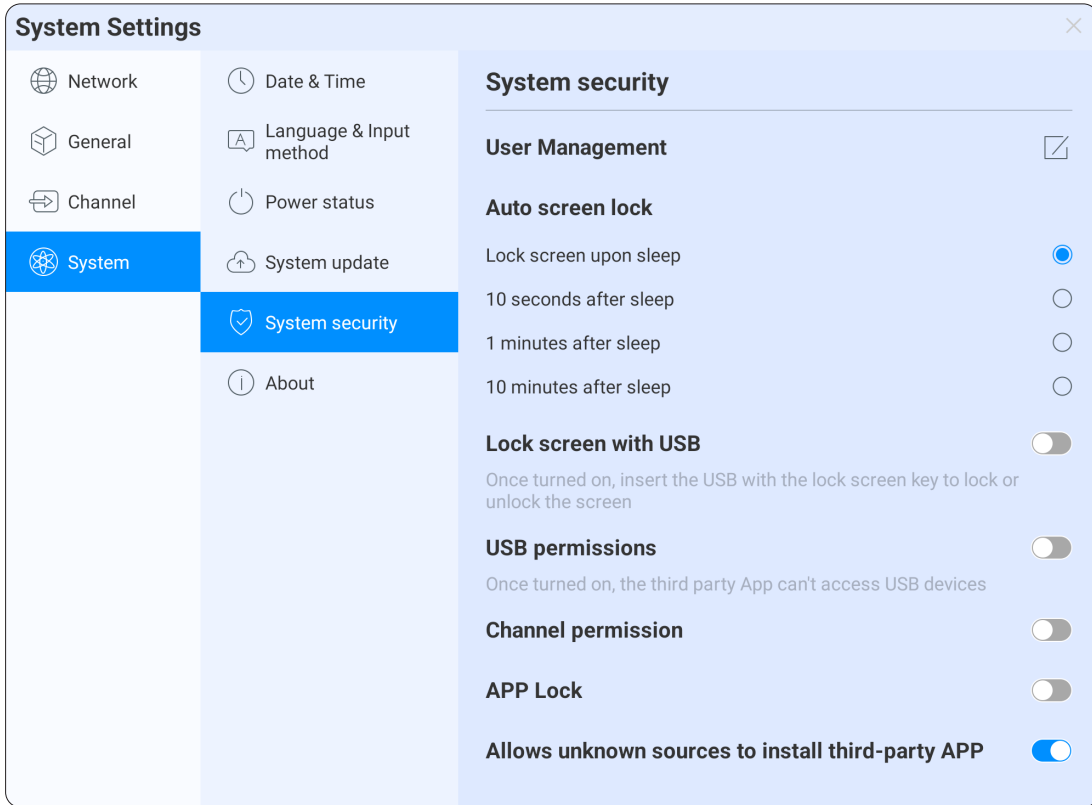 System Settings
Network
General
Channel
System
Date & Time
Language & Input
method
Power status
System update
System security
About
System security
User Management
Auto screen lock
Lock screen upon sleep
10 seconds after sleep
1 minutes after sleep
10 minutes after sleep
Lock screen with USB
Once turned on, insert the USB with the lock screen key to lock or
unlock the screen
USB permissions
Once turned on, the third party App can't access USB devices
Channel permission
APP Lock
Allows unknown sources to install third-party APP